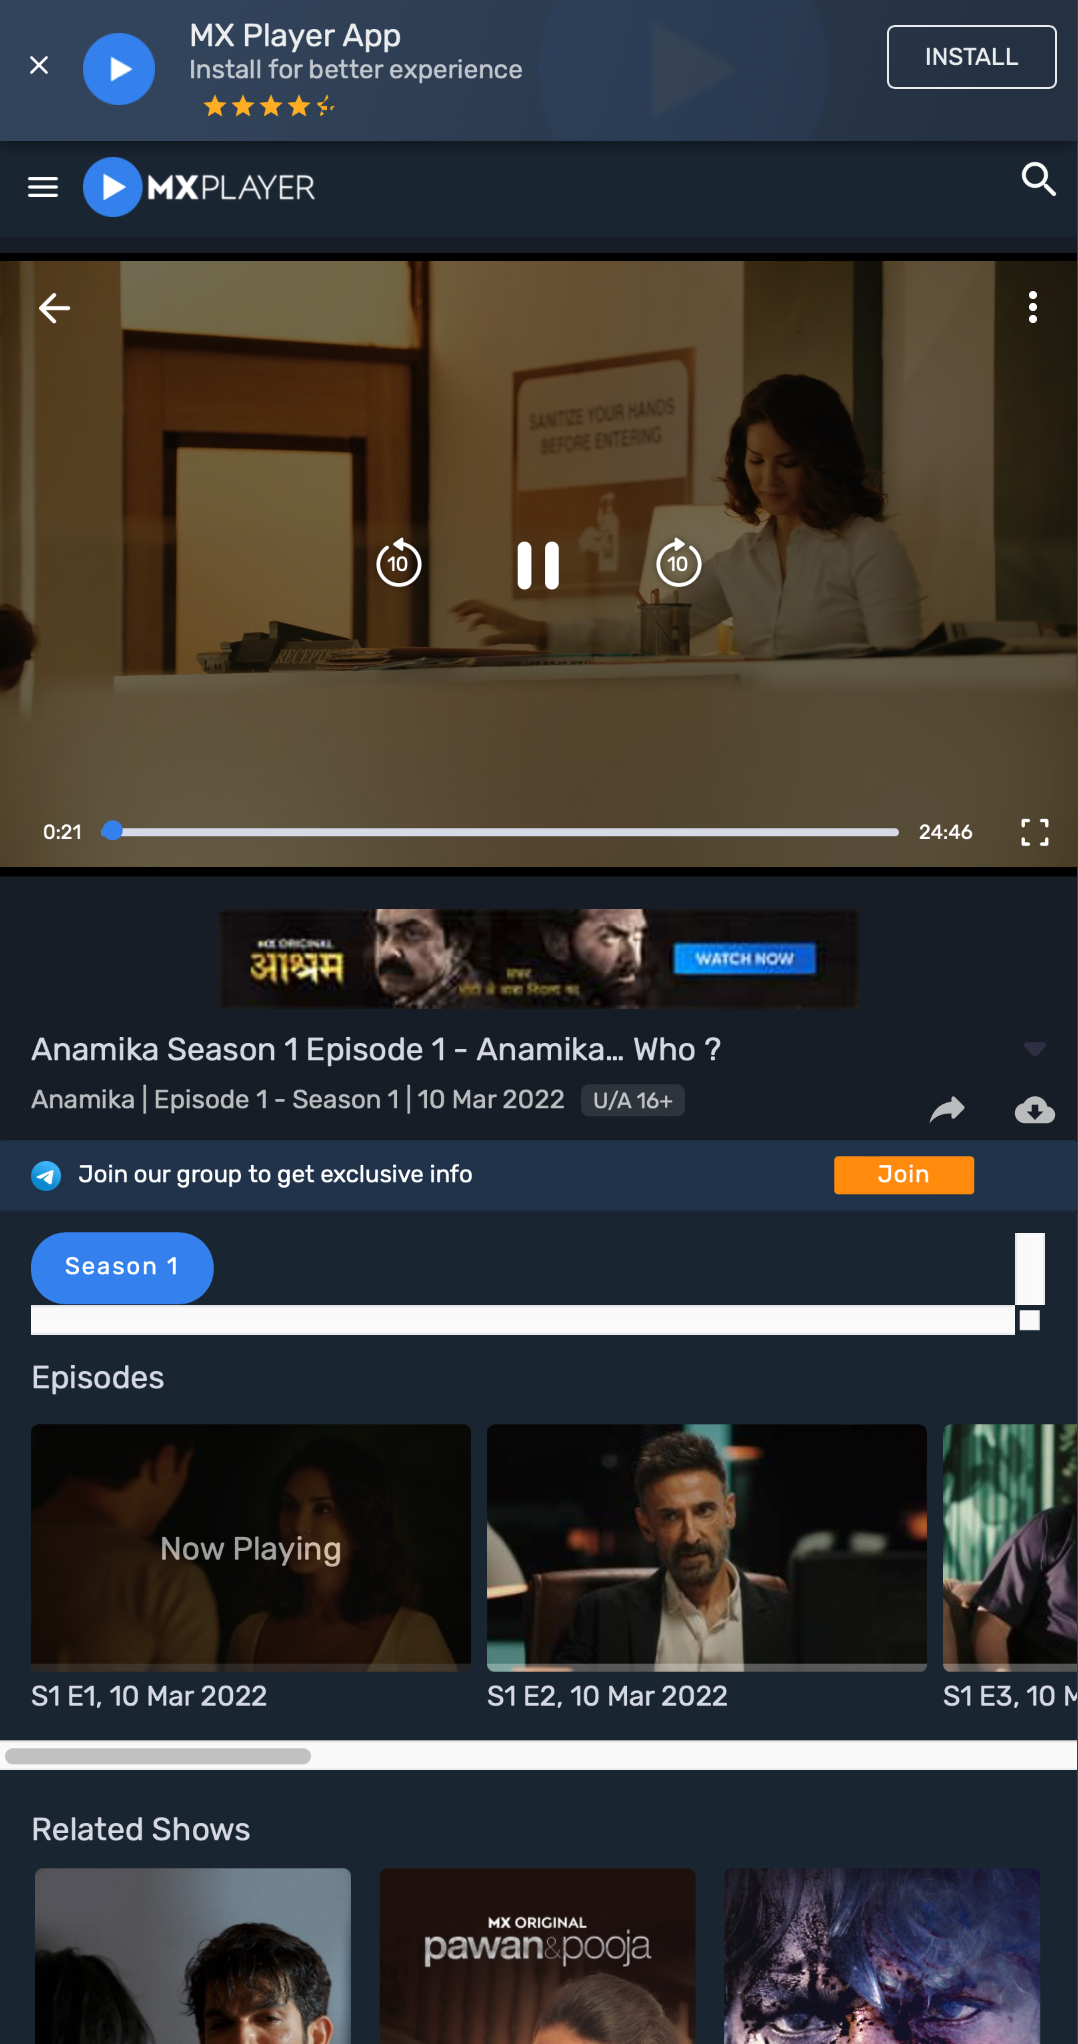 MX Player App
Install for better experience
INSTALL
MXPLAYER
SANITIZE YOUR HANDS
BEFORE ENTERING
10
10
RECEPTI
0:21
24:46
MX ORIGINAL
आश्रम
WATCH NOW
Anamika Season 1 Episode 1 - Anamika... Who ?
Anamika | Episode 1 - Season 1 | 10 Mar 2022 U/A 16+
Join our group to get exclusive info
Join
Season 1
Episodes
Now Playing
S1 E1, 10 Mar 2022
S1 E2, 10 Mar 2022
S1 E3, 10 M
Related Shows
MX ORIGINAL
pawan&pooja